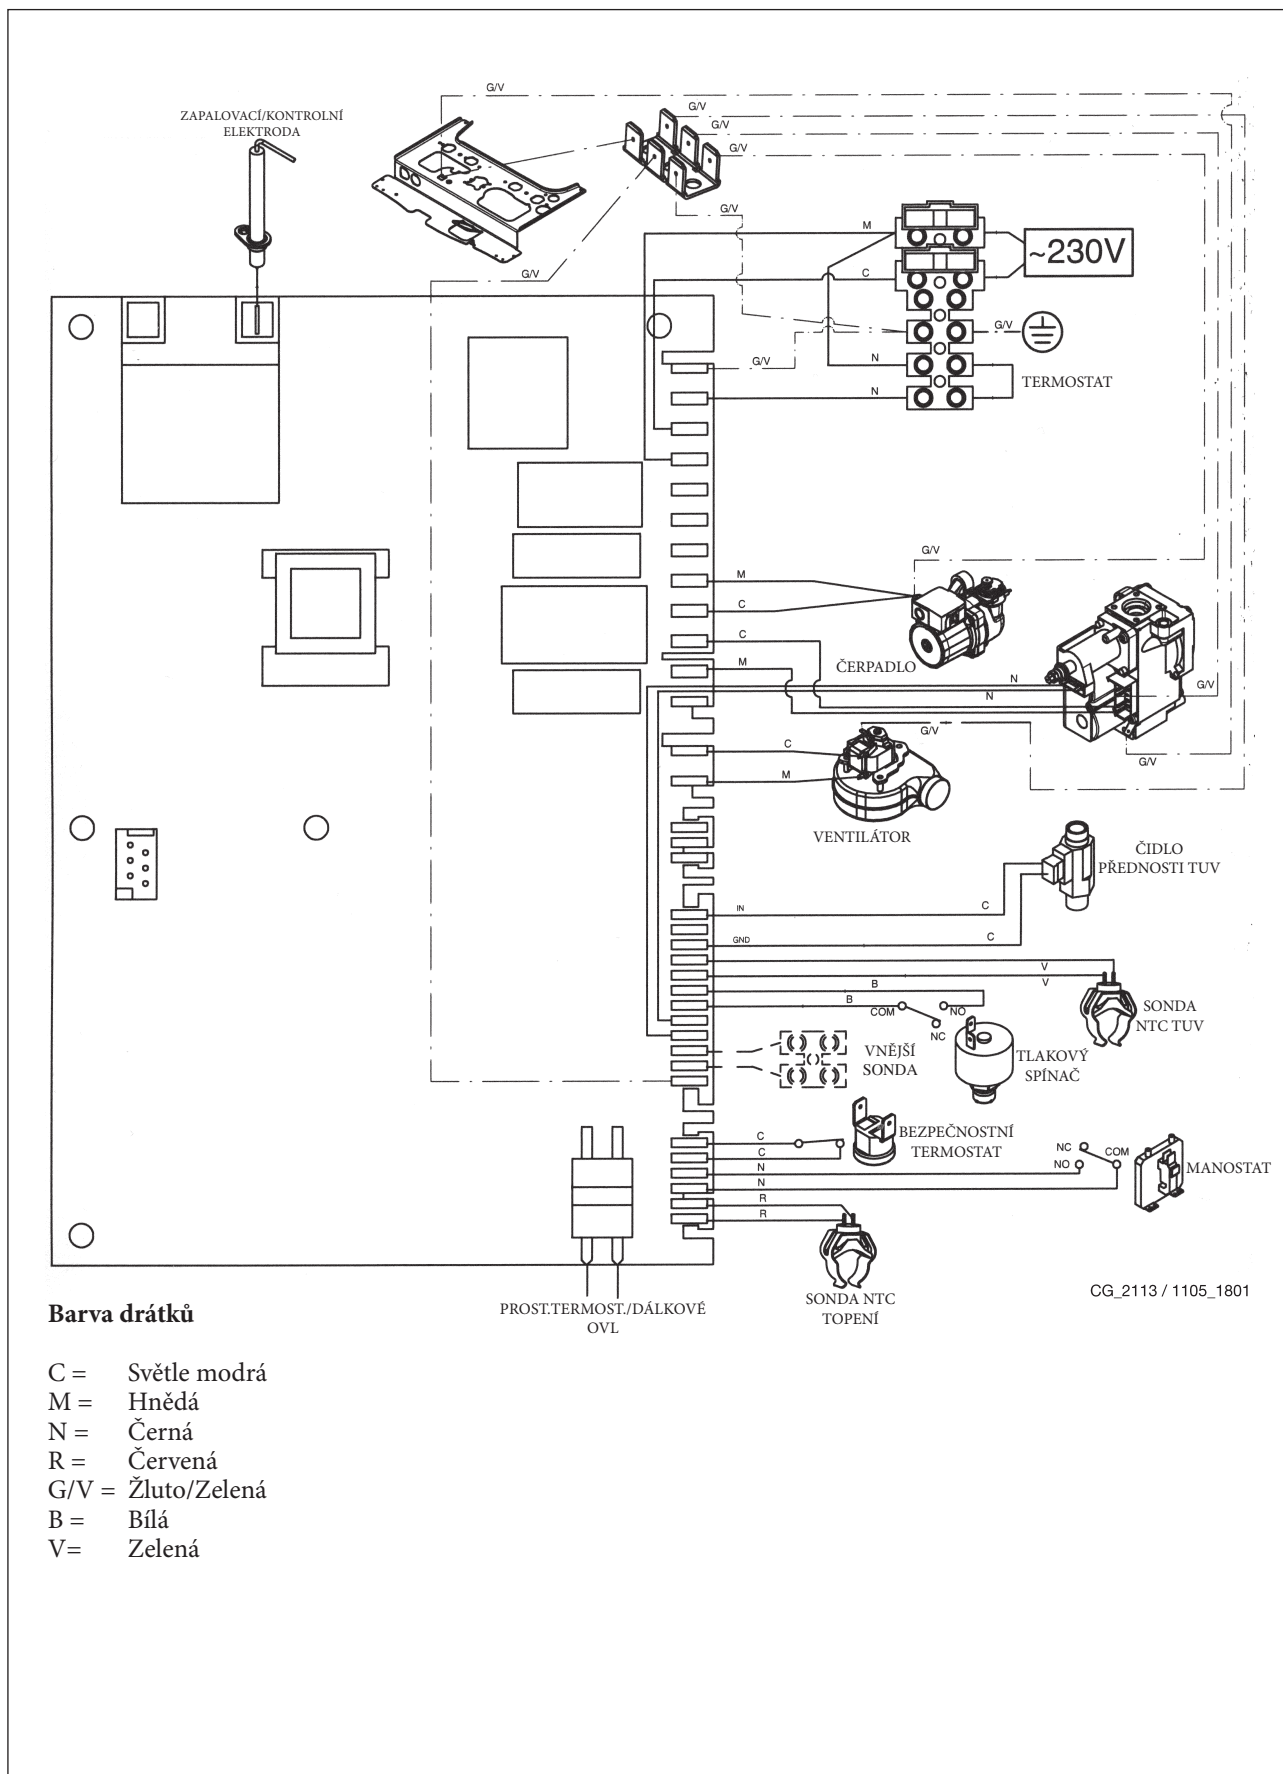 G/V
ZAPALOVACÍ/KONTROLNÍ
ELEKTRODA
G/V
G/V
G/V
G/V
G/V
M
C
~230V
G/V
G/V
N
N
TERMOSTAT
G/V
M
C
C
M
ČERPADLO
N
N
G/V
G/V
G/V
C
M
VENTILÁTOR
ČIDLO
PŘEDNOSTI TUV
IN
C
GND
C
V
V
B
B
COM
NO
NC
SONDA
NTC TUV
VNĚJŠÍ
SONDA
TLAKOVÝ
SPÍNAČ
C
C
BEZPEČNOSTNÍ
TERMOSTAT
N
N
NC
NO
COM
MANOSTAT
R
R
SONDA NTC
TOPENÍ
PROST.TERMOST./DÁLKOVÉ
OVL
CG_2113 / 1105_1801
Barva drátků
C = Světle modrá
M = Hnědá
N = Černá
R = Červená
G/V = Žluto/Zelená
B = Bílá
V= Zelená